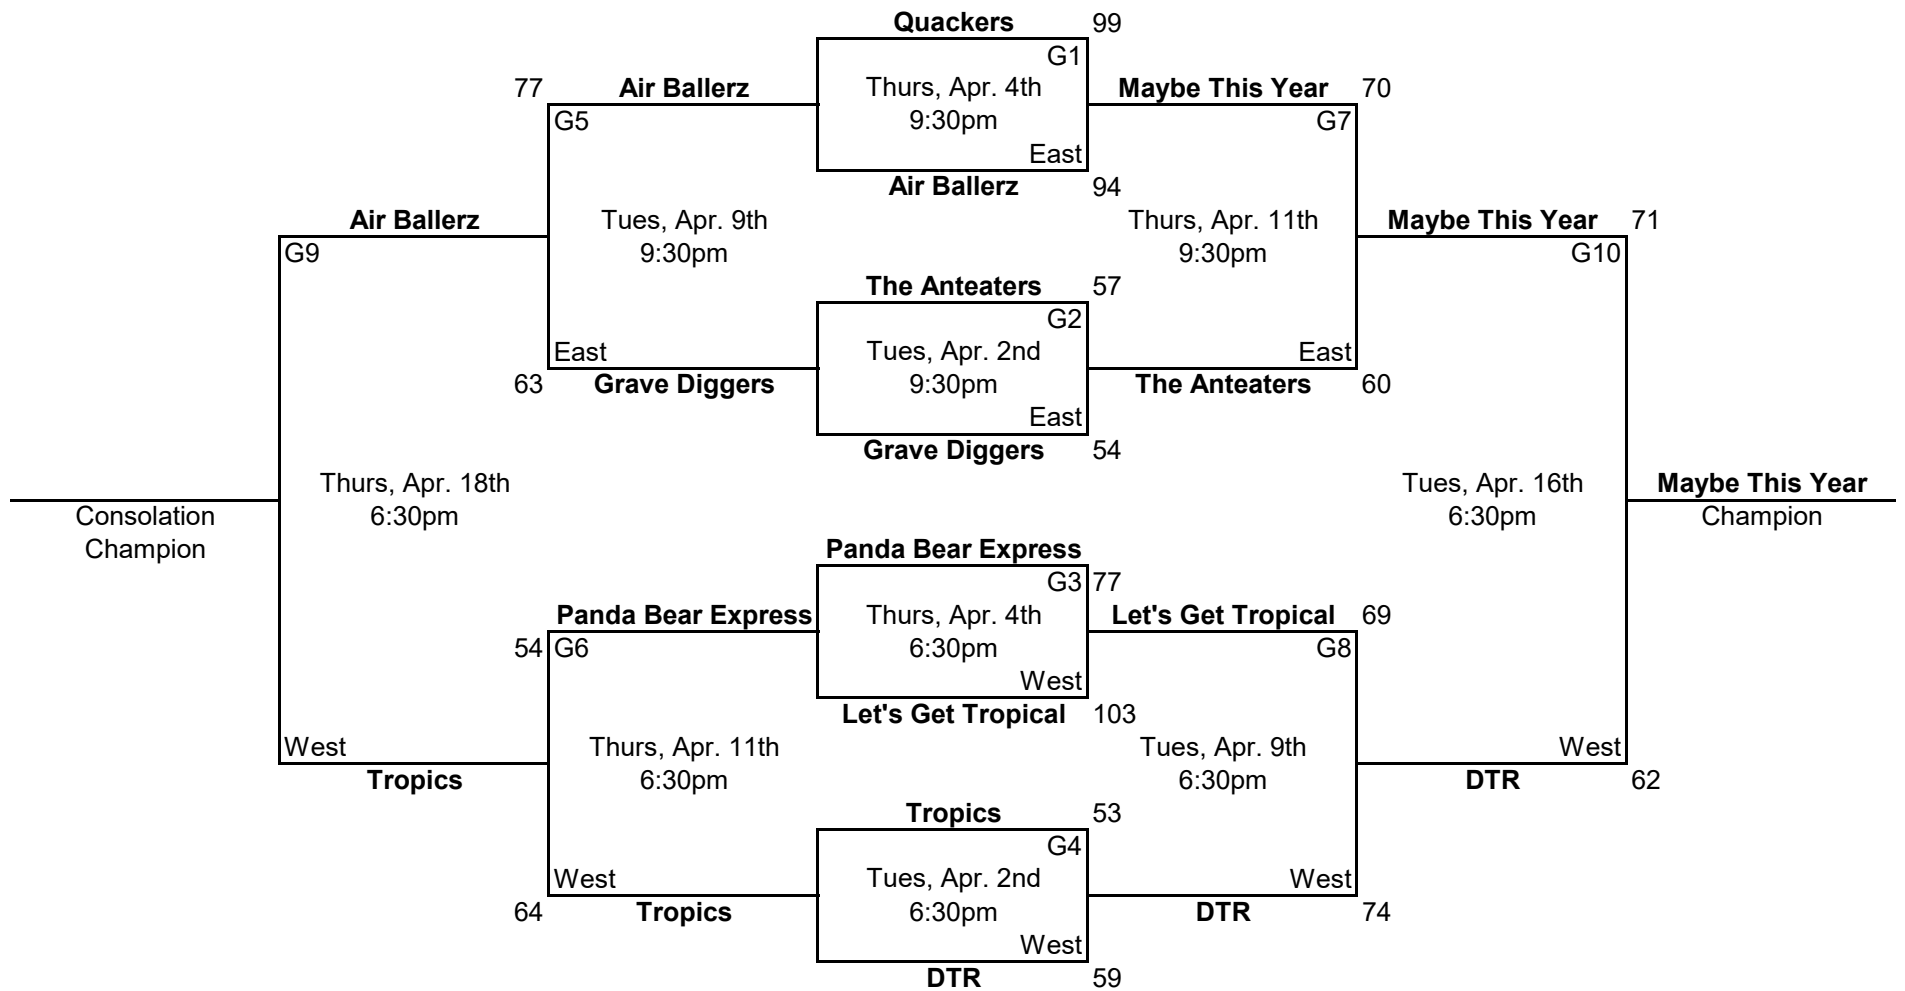 Quackers 99
G1
77 Air Ballerz Thurs, Apr. 4th Maybe This Year 70
G5 9:30pm G7
East
Air Ballerz 94
Air Ballerz Tues, Apr. 9th Thurs, Apr. 11th Maybe This Year 71
G9 9:30pm 9:30pm G10
The Anteaters 57
G2
East Tues, Apr. 2nd East
63 Grave Diggers 9:30pm The Anteaters 60
East
Grave Diggers 54
Thurs, Apr. 18th Tues, Apr. 16th Maybe This Year
Consolation 6:30pm 6:30pm Champion
Champion Panda Bear Express
G3 77
Panda Bear Express Thurs, Apr. 4th Let's Get Tropical 69
54 G6 6:30pm G8
West
Let's Get Tropical 103
West Thurs, Apr. 11th Tues, Apr. 9th West
Tropics 6:30pm 6:30pm DTR 62
Tropics 53
G4
West Tues, Apr. 2nd West
64 Tropics 6:30pm DTR 74
West
DTR 59